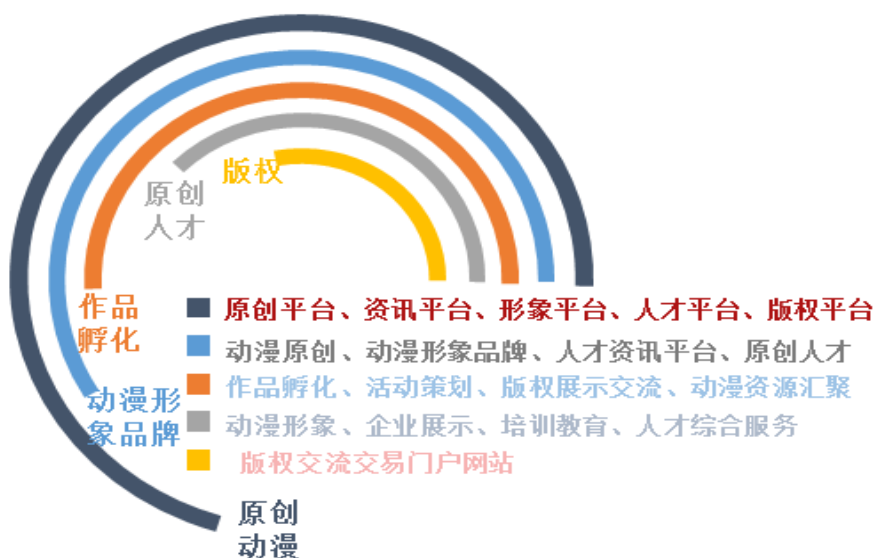 版权
原创
人才
作品
孵化
动漫形
象品牌
原创
动漫
原创平台、资讯平台、形象平台、人才平台、版权平台
动漫原创、动漫形象品牌、人才资讯平台、原创人才
作品孵化、活动策划、版权展示交流、动漫资源汇聚
动漫形象、企业展示、培训教育、人才综合服务
版权交流交易门户网站